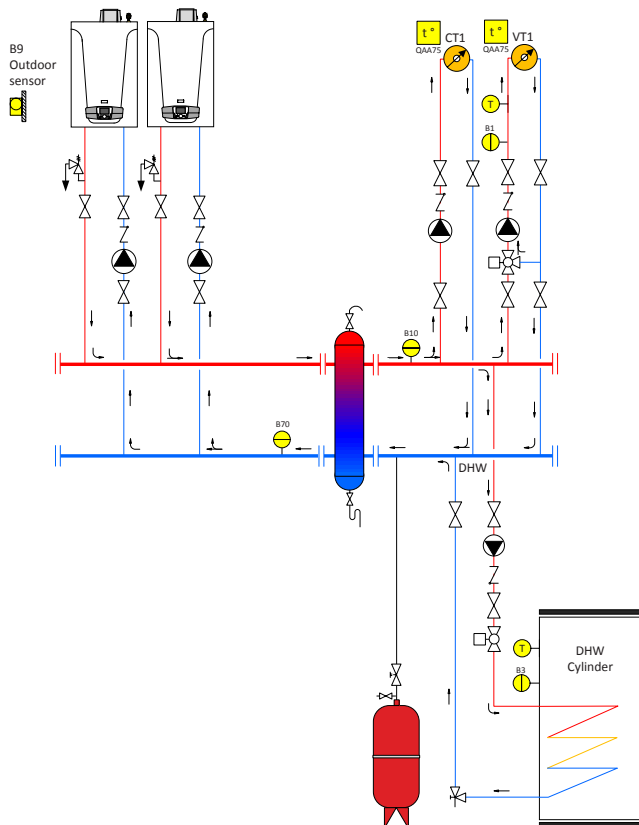 B9
Outdoor
sensor
t°
QAA75
CT1
t°
QAA75
VT1
T
B1
B10
B70
DHW
T
B3
DHW
Cylinder